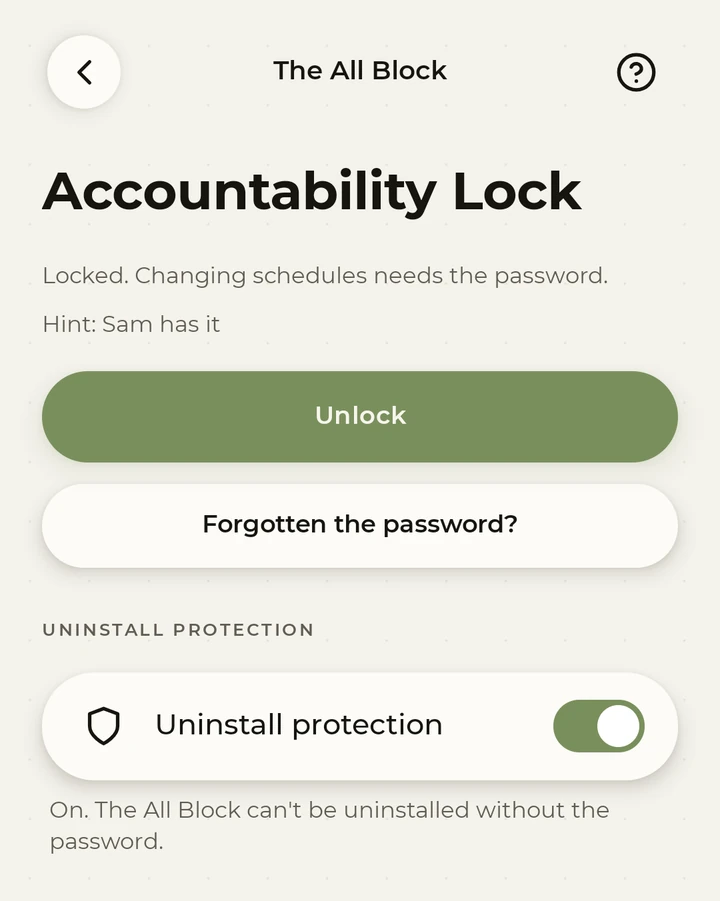 The All Block
Accountability Lock
Locked. Changing schedules needs the password.
Hint: Sam has it
Unlock
Forgotten the password?
UNINSTALL PROTECTION
Uninstall protection
On. The All Block can't be uninstalled without the
password.